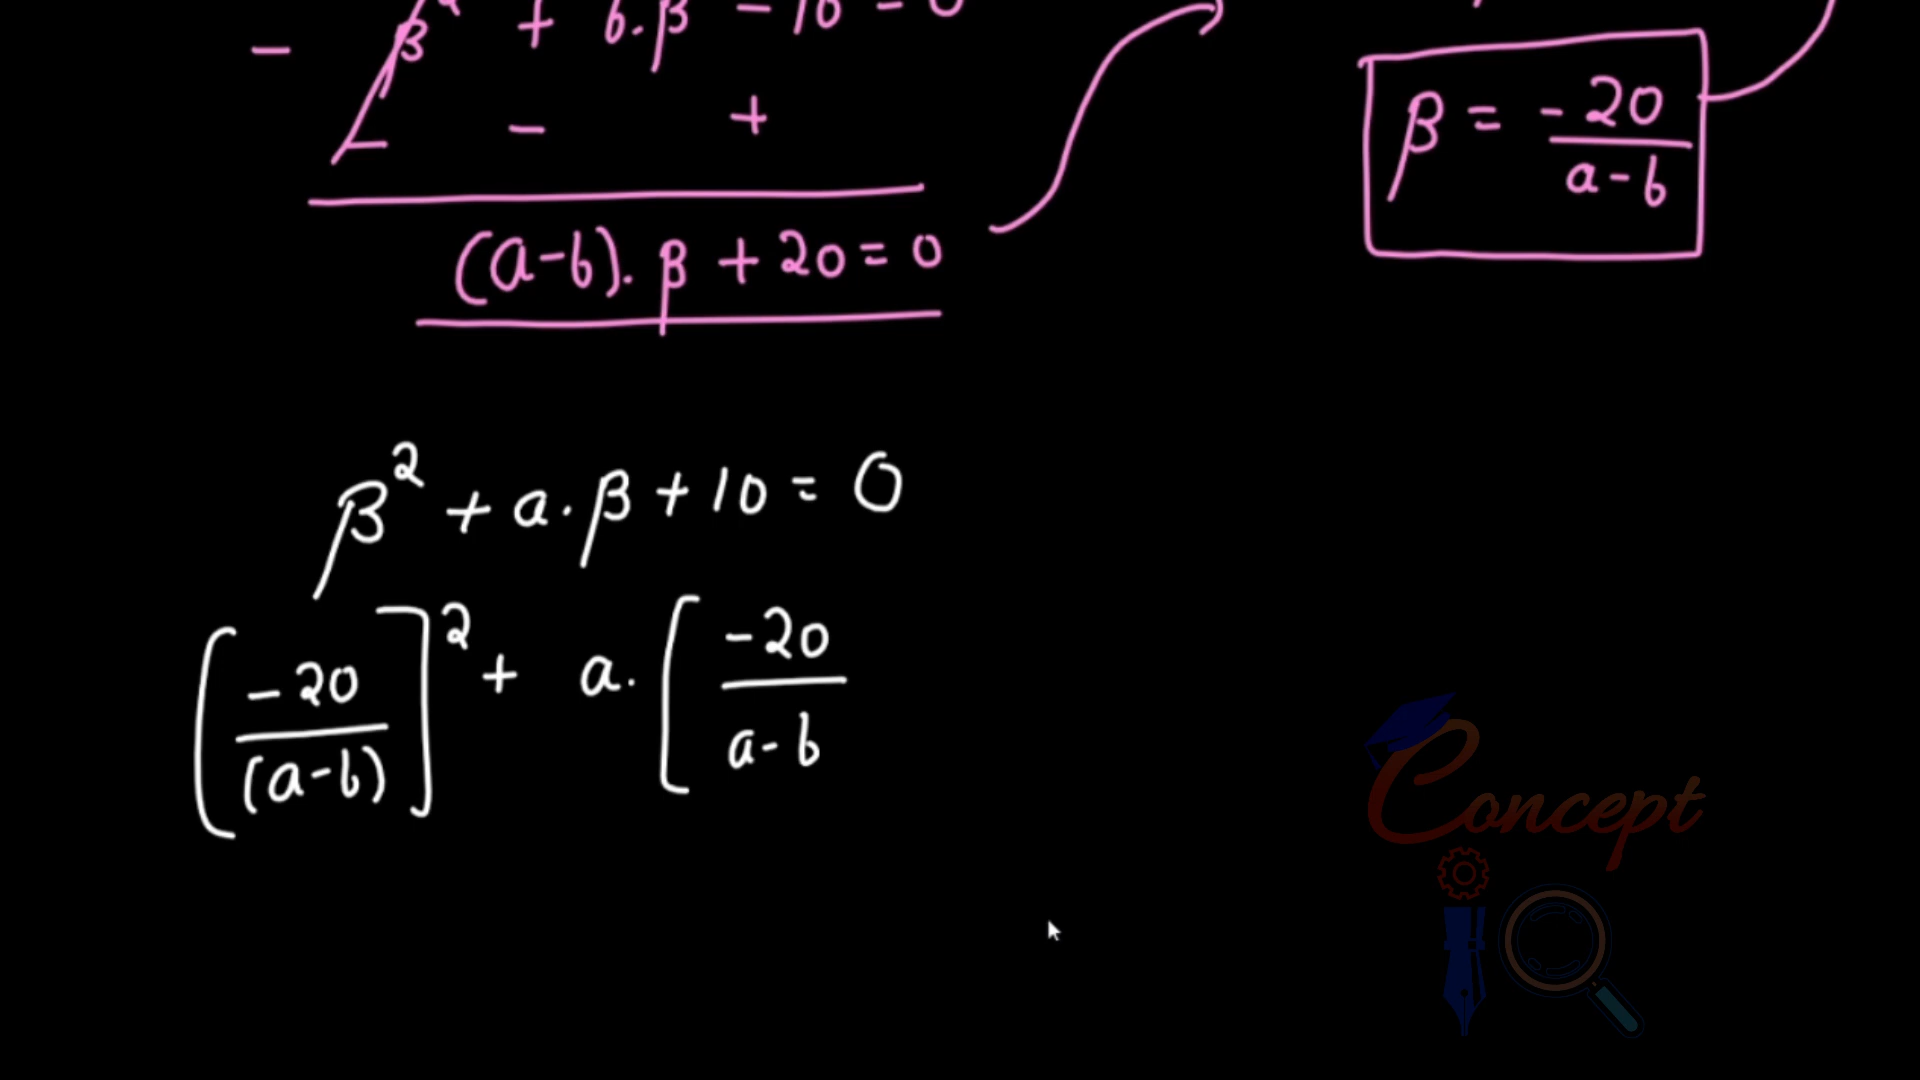 - β² + b.β - 10 = 0
- - +
(a-b). β + 20 = 0
β = -20/(a-b)
β² + a.β + 10 = 0
[-20/(a-b)]² + a. [-20/(a-b)
Concept